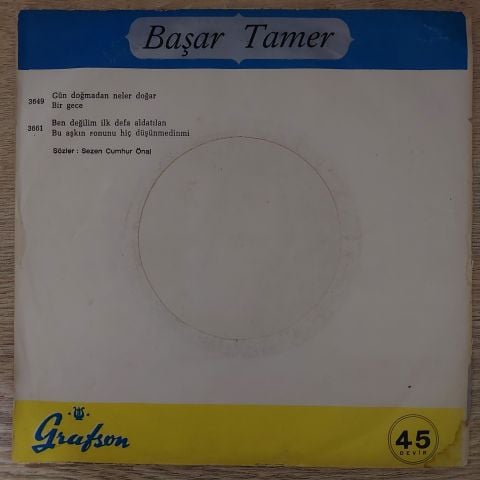 Başar Tamer
3649 Gün doğmadan neler doğar
Bir gece
3661 Ben değilim ilk defa aldatılan
Bu aşkın sonunu hiç düşünmedinmi
Sözler : Sezen Cumhur Önal
Grafson
45
DEVİR